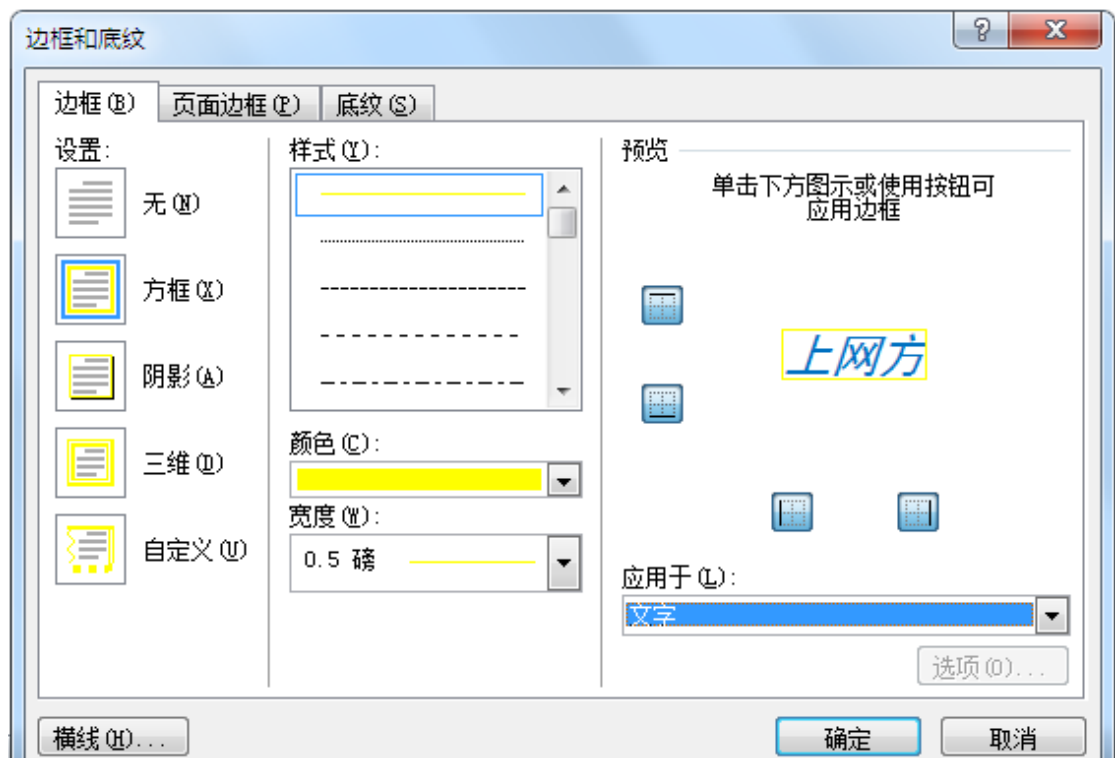 边框和底纹
边框(B)
页面边框(P)
底纹(S)
设置:
无(N)
方框(X)
阴影(A)
三维(D)
自定义(U)
样式(Y):
颜色(C):
宽度(W):
0.5 磅
预览
单击下方图示或使用按钮可
应用边框
上网方
应用于(L):
文字
选项(O)...
横线(H)...
确定
取消